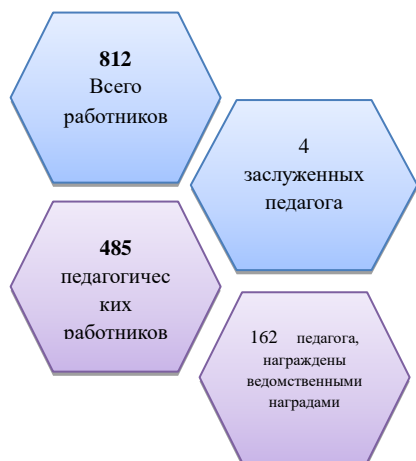 812
Всего
работников
4
заслуженных
педагога
485
педагогичес
ких
работников
162 педагога,
награждены
ведомственными
наградами